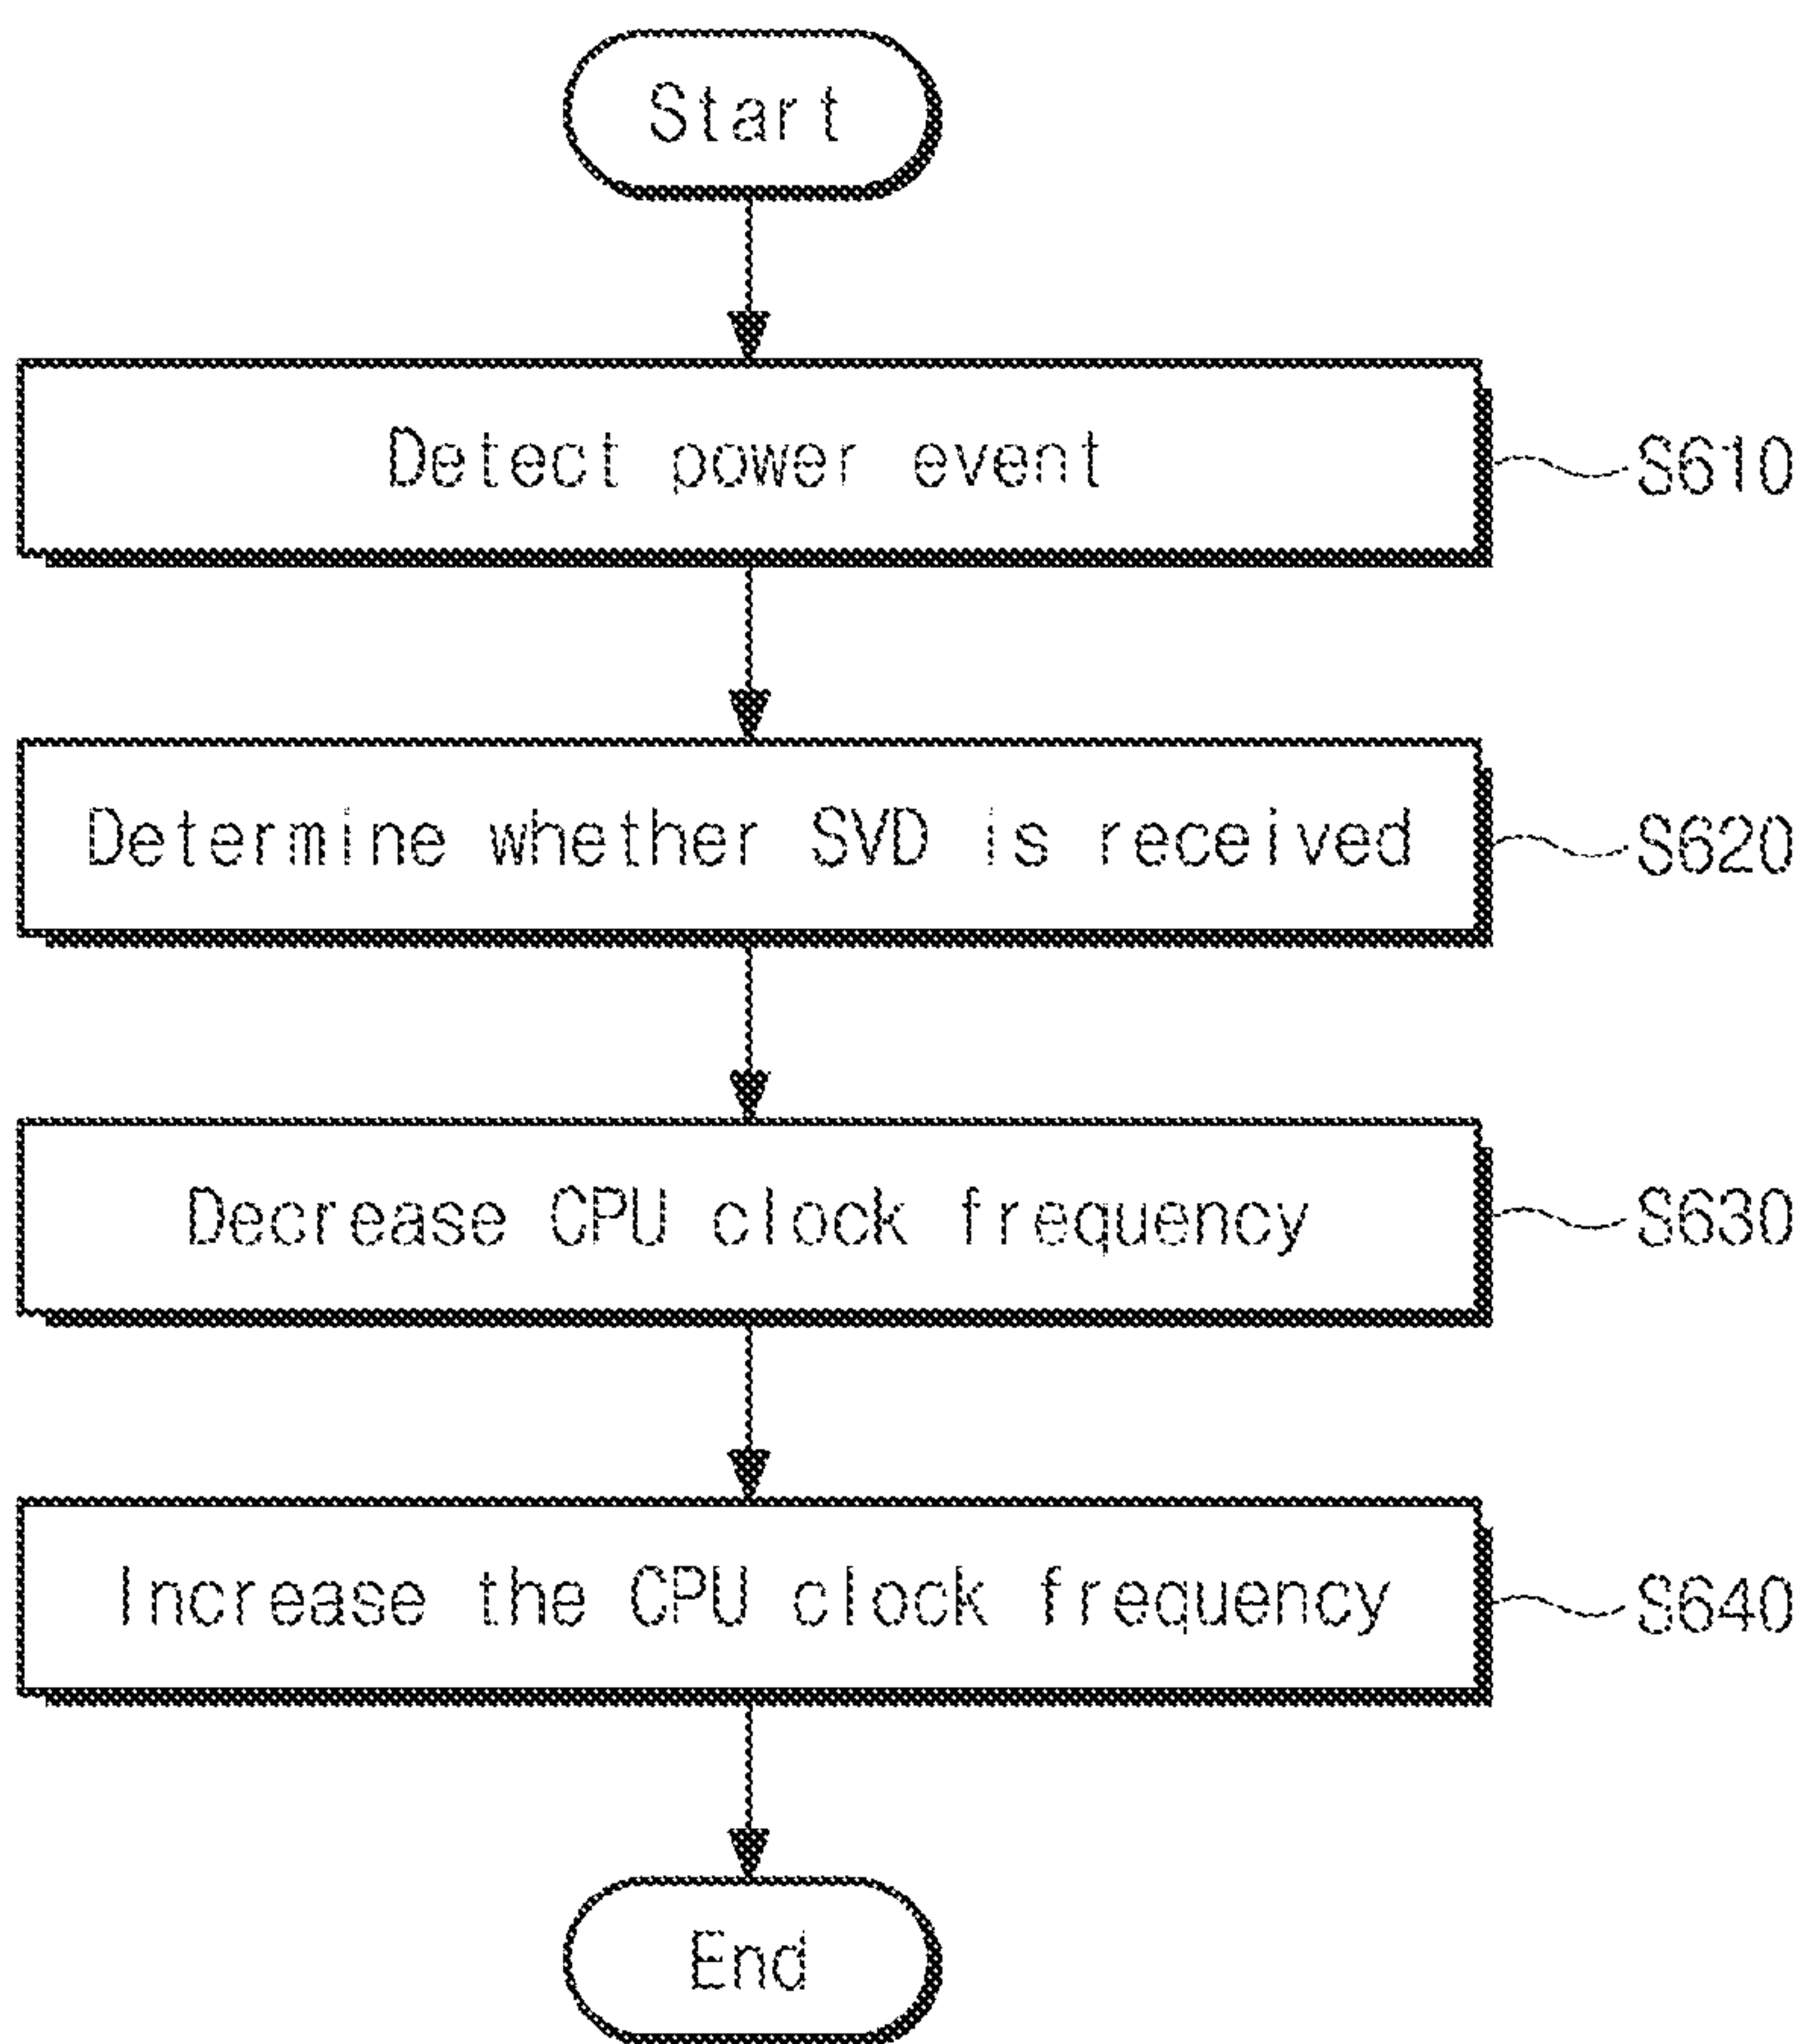 Start
Detect power event
S610
Determine whether SVD is received
S620
Decrease CPU clock frequency
S630
Increase the CPU clock frequency
S640
End